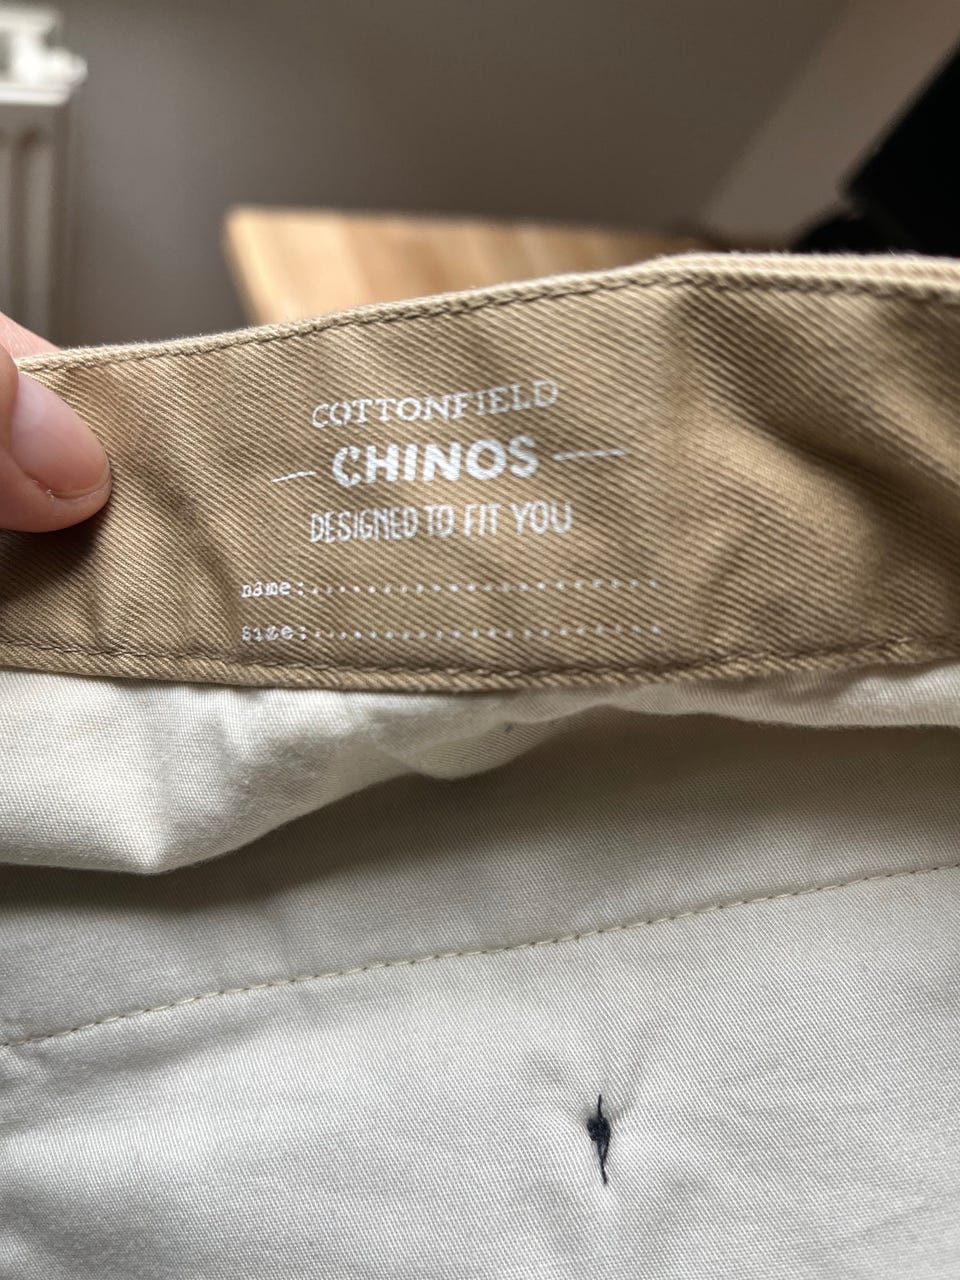 COTTONFIELD
CHINOS
DESIGNED TO FIT YOU
name:.......................
size:.......................